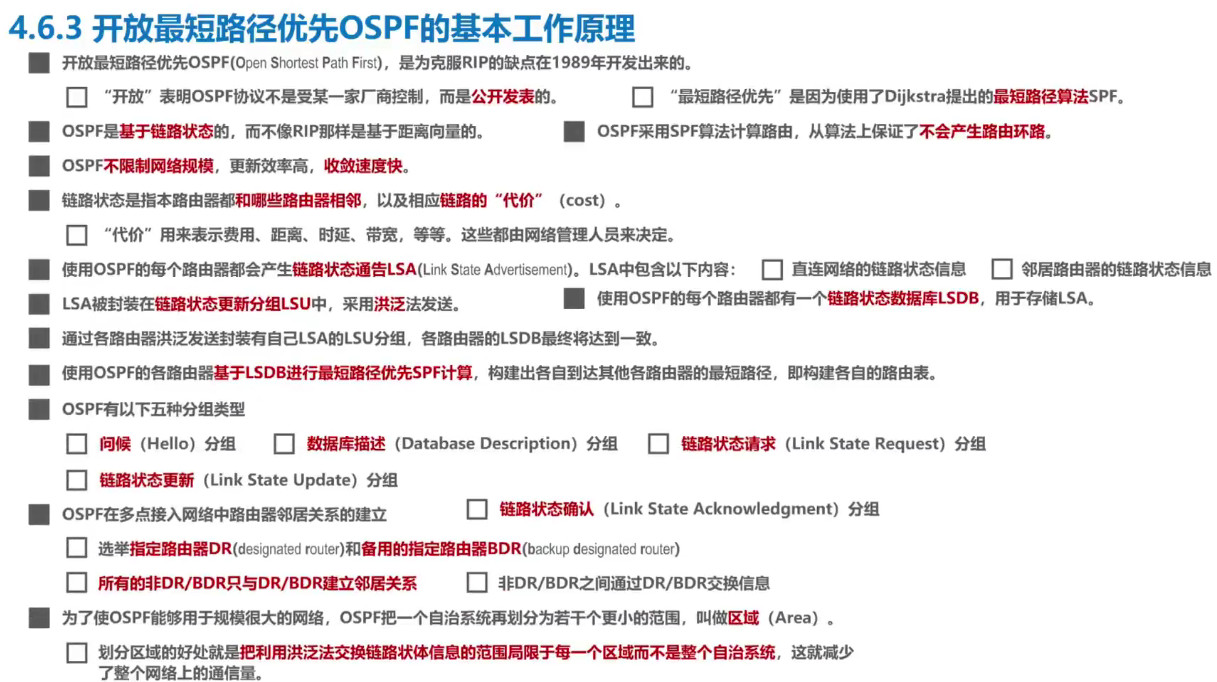 4.6.3 开放最短路径优先OSPF的基本工作原理
开放最短路径优先OSPF(Open Shortest Path First)，是为克服RIP的缺点在1989年开发出来的。
“开放”表明OSPF协议不是受某一家厂商控制，而是公开发表的。
“最短路径优先”是因为使用了Dijkstra提出的最短路径算法SPF。
OSPF是基于链路状态的，而不像RIP那样是基于距离向量的。
OSPF采用SPF算法计算路由，从算法上保证了不会产生路由环路。
OSPF不限制网络规模，更新效率高，收敛速度快。
链路状态是指本路由器都和哪些路由器相邻，以及相应链路的“代价”（cost）。
“代价”用来表示费用、距离、时延、带宽，等等。这些都由网络管理人员来决定。
使用OSPF的每个路由器都会产生链路状态通告LSA(Link State Advertisement)。LSA中包含以下内容：
直连网络的链路状态信息
邻居路由器的链路状态信息
LSA被封装在链路状态更新分组LSU中，采用洪泛法发送。
使用OSPF的每个路由器都有一个链路状态数据库LSDB，用于存储LSA。
通过各路由器洪泛发送封装有自己LSA的LSU分组，各路由器的LSDB最终将达到一致。
使用OSPF的各路由器基于LSDB进行最短路径优先SPF计算，构建出各自到达其他各路由器的最短路径，即构建各自的路由表。
OSPF有以下五种分组类型
问候（Hello）分组
数据库描述（Database Description）分组
链路状态请求（Link State Request）分组
链路状态更新（Link State Update）分组
链路状态确认（Link State Acknowledgment）分组
OSPF在多点接入网络中路由器邻居关系的建立
选举指定路由器DR(designated router)和备用的指定路由器BDR(backup designated router)
所有的非DR/BDR只与DR/BDR建立邻居关系
非DR/BDR之间通过DR/BDR交换信息
为了使OSPF能够用于规模很大的网络，OSPF把一个自治系统再划分为若干个更小的范围，叫做区域（Area）。
划分区域的好处就是把利用洪泛法交换链路状体信息的范围局限于每一个区域而不是整个自治系统，这就减少
了整个网络上的通信量。